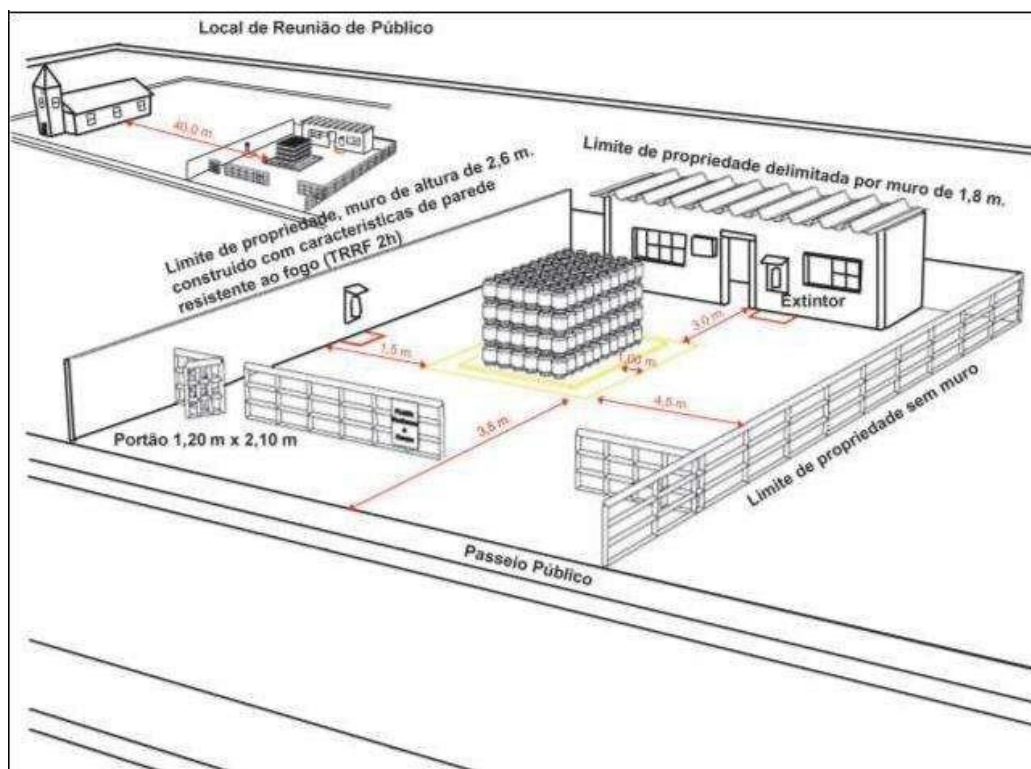 Local de Reunião de Público
40,0 m.
Limite de propriedade delimitada por muro de 1,8 m.
Limite de propriedade, muro de altura de 2,6 m.
construido com características de parede
resistente ao fogo (TRRF 2h)
Extintor
3,0 m.
1,5 m.
1,00 m.
4,5 m.
3,5 m.
Limite de propriedade sem muro
Portão 1,20 m x 2,10 m
Passeio Público